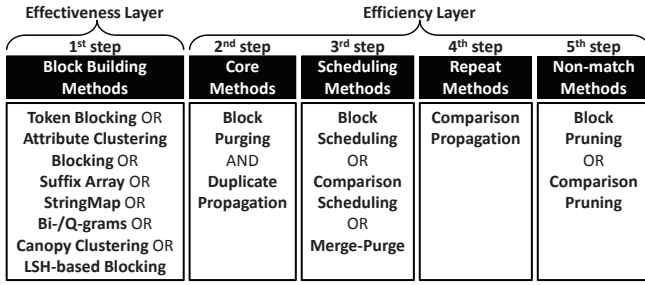 Effectiveness Layer
Efficiency Layer
1st step
2nd step
3rd step
4th step
5th step
Block Building
Methods
Core
Methods
Scheduling
Methods
Repeat
Methods
Non-match
Methods
Token Blocking OR
Attribute Clustering
Blocking OR
Suffix Array OR
StringMap OR
Bi-/Q-grams OR
Canopy Clustering OR
LSH-based Blocking
Block
Purging
AND
Duplicate
Propagation
Block
Scheduling
OR
Comparison
Scheduling
OR
Merge-Purge
Comparison
Propagation
Block
Pruning
OR
Comparison
Pruning